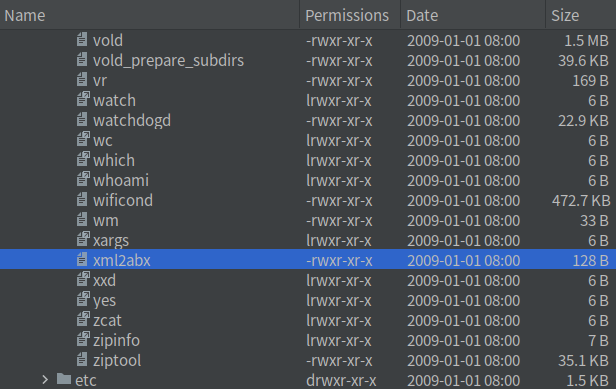 Name Permissions Date Size
vold -rwxr-xr-x 2009-01-01 08:00 1.5 MB
vold_prepare_subdirs -rwxr-xr-x 2009-01-01 08:00 39.6 KB
vr -rwxr-xr-x 2009-01-01 08:00 169 B
watch lrwxr-xr-x 2009-01-01 08:00 6 B
watchdogd -rwxr-xr-x 2009-01-01 08:00 22.9 KB
wc lrwxr-xr-x 2009-01-01 08:00 6 B
which lrwxr-xr-x 2009-01-01 08:00 6 B
whoami lrwxr-xr-x 2009-01-01 08:00 6 B
wificond -rwxr-xr-x 2009-01-01 08:00 472.7 KB
wm -rwxr-xr-x 2009-01-01 08:00 33 B
xargs lrwxr-xr-x 2009-01-01 08:00 6 B
xml2abx -rwxr-xr-x 2009-01-01 08:00 128 B
xxd lrwxr-xr-x 2009-01-01 08:00 6 B
yes lrwxr-xr-x 2009-01-01 08:00 6 B
zcat lrwxr-xr-x 2009-01-01 08:00 6 B
zipinfo lrwxr-xr-x 2009-01-01 08:00 7 B
ziptool -rwxr-xr-x 2009-01-01 08:00 35.1 KB
etc drwxr-xr-x 2009-01-01 08:00 1.5 KB